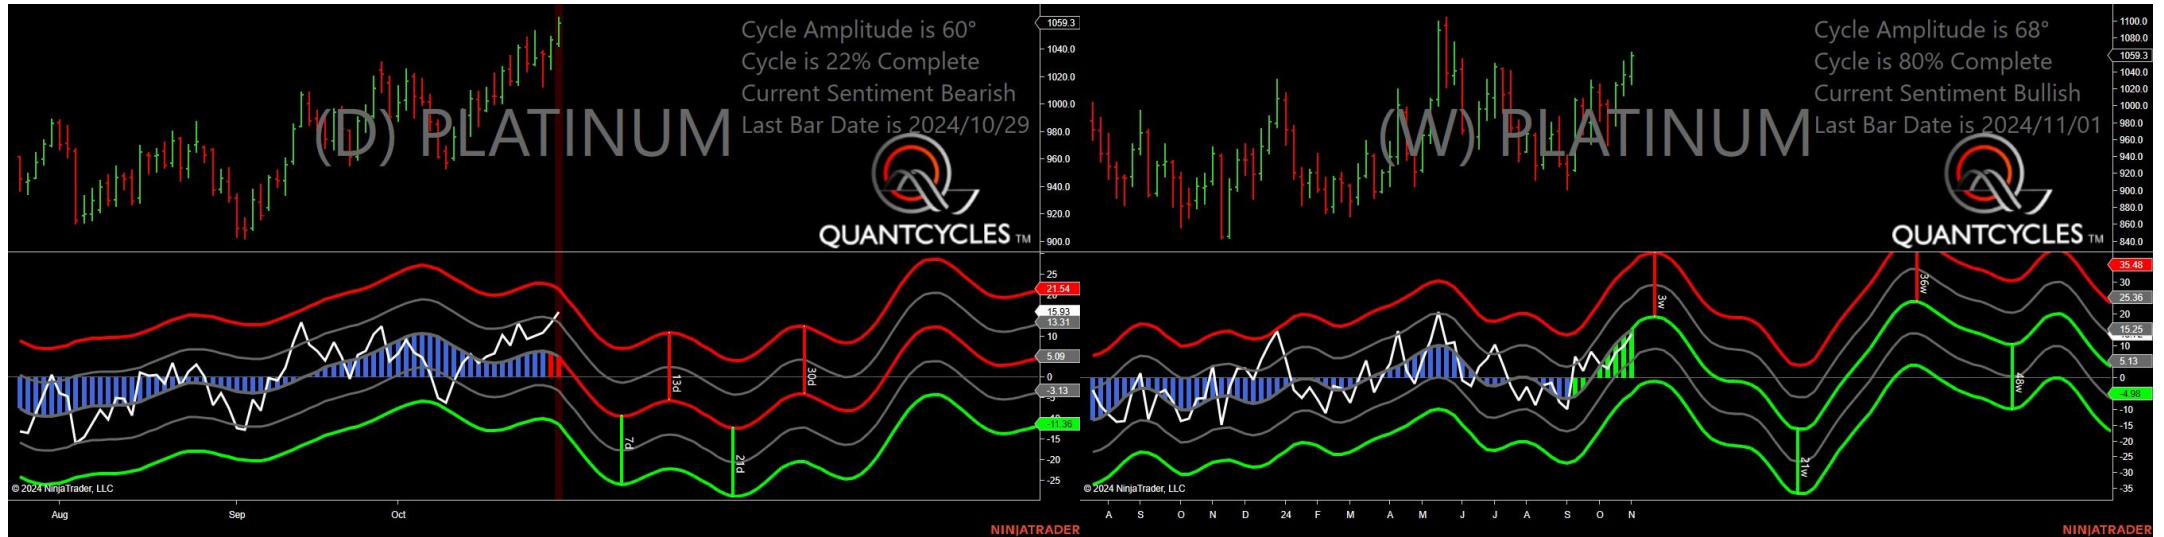 Cycle Amplitude is 60°
Cycle is 22% Complete
Current Sentiment Bearish
Last Bar Date is 2024/10/29
(D) PLATINUM
QUANTCYCLES TM
1059.3
1040.0
1020.0
1000.0
980.0
960.0
940.0
920.0
900.0
25
21.54
15.93
13.31
10
5.09
0
-3.13
-11.36
-15
-20
-25
7d
13d
21d
30d
© 2024 NinjaTrader, LLC
Aug
Sep
Oct
NINJATRADER
Cycle Amplitude is 68°
Cycle is 80% Complete
Current Sentiment Bullish
Last Bar Date is 2024/11/01
(W) PLATINUM
QUANTCYCLES TM
1100.0
1080.0
1059.3
1040.0
1020.0
1000.0
980.0
960.0
940.0
920.0
900.0
880.0
860.0
840.0
35.48
30
25.36
20
15.25
10
5.13
0
-4.98
-10
-15
-20
-25
-30
-35
3w
21w
36w
48w
© 2024 NinjaTrader, LLC
A S O N D 24 F M A M J J A S O N
NINJATRADER